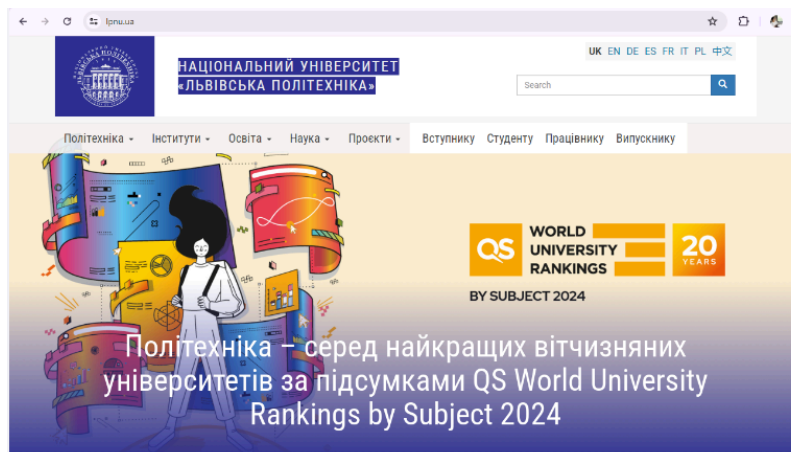 lpnu.ua
НАЦІОНАЛЬНИЙ УНІВЕРСИТЕТ
«ЛЬВІВСЬКА ПОЛІТЕХНІКА»
UK EN DE ES FR IT PL 中文
Search
Політехніка Інститути Освіта Наука Проєкти Вступнику Студенту Працівнику Випускнику
QS WORLD UNIVERSITY RANKINGS
20 YEARS
BY SUBJECT 2024
Політехніка – серед найкращих вітчизняних
університетів за підсумками QS World University
Rankings by Subject 2024